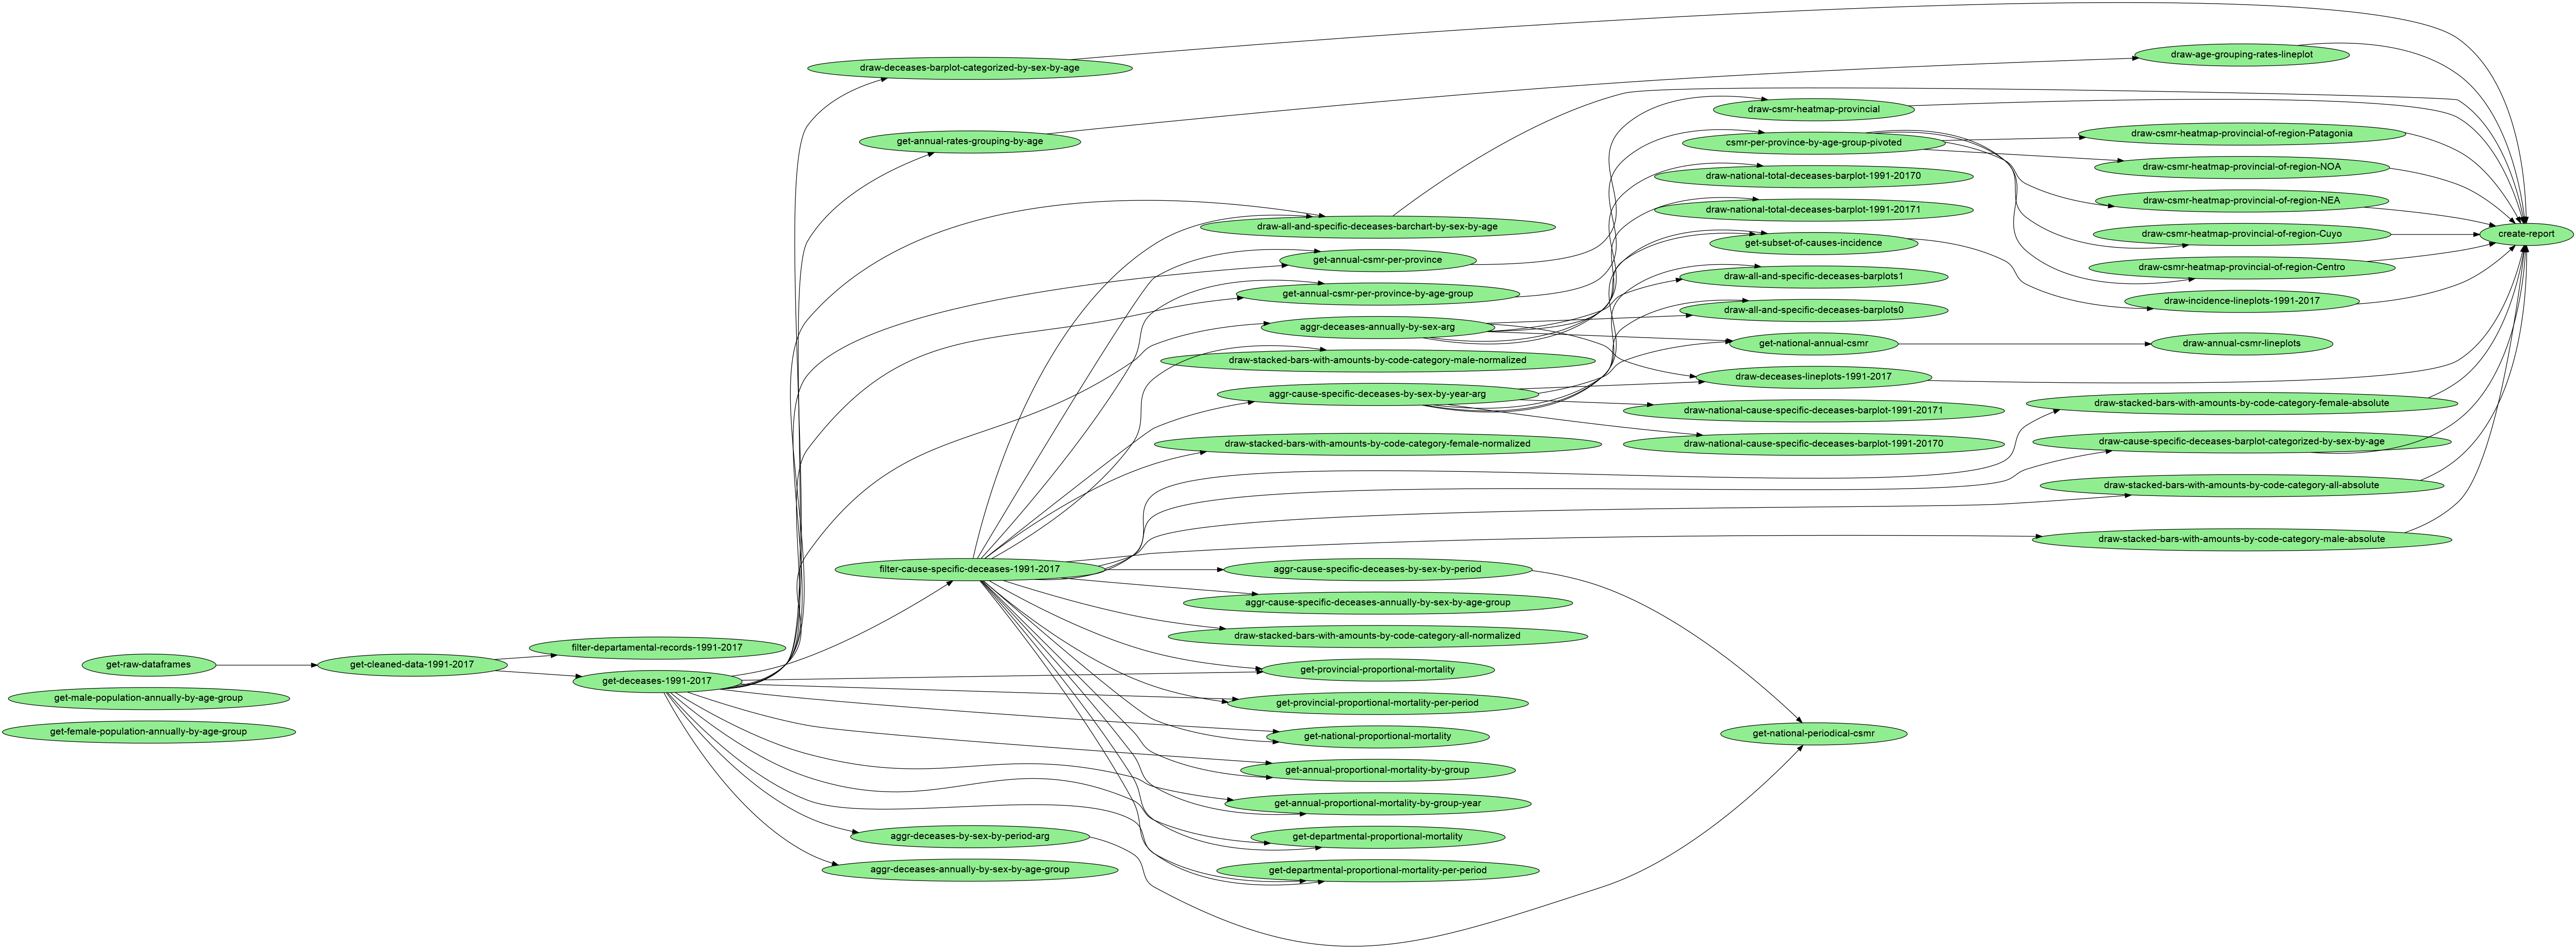 draw-deceases-barplot-categorized-by-sex-by-age
draw-age-grouping-rates-lineplot
get-annual-rates-grouping-by-age
draw-csmr-heatmap-provincial
csmr-per-province-by-age-group-pivoted
draw-csmr-heatmap-provincial-of-region-Patagonia
draw-csmr-heatmap-provincial-of-region-NOA
draw-national-total-deceases-barplot-1991-20170
draw-csmr-heatmap-provincial-of-region-NEA
draw-national-total-deceases-barplot-1991-20171
draw-all-and-specific-deceases-barchart-by-sex-by-age
draw-csmr-heatmap-provincial-of-region-Cuyo
create-report
get-subset-of-causes-incidence
get-annual-csmr-per-province
draw-csmr-heatmap-provincial-of-region-Centro
draw-all-and-specific-deceases-barplots1
get-annual-csmr-per-province-by-age-group
draw-incidence-lineplots-1991-2017
draw-all-and-specific-deceases-barplots0
aggr-deceases-annually-by-sex-arg
get-national-annual-csmr
draw-annual-csmr-lineplots
draw-stacked-bars-with-amounts-by-code-category-male-normalized
draw-deceases-lineplots-1991-2017
aggr-cause-specific-deceases-by-sex-by-year-arg
draw-stacked-bars-with-amounts-by-code-category-female-absolute
draw-national-cause-specific-deceases-barplot-1991-20171
draw-stacked-bars-with-amounts-by-code-category-female-normalized
draw-national-cause-specific-deceases-barplot-1991-20170
draw-cause-specific-deceases-barplot-categorized-by-sex-by-age
draw-stacked-bars-with-amounts-by-code-category-all-absolute
draw-stacked-bars-with-amounts-by-code-category-male-absolute
filter-cause-specific-deceases-1991-2017
aggr-cause-specific-deceases-by-sex-by-period
aggr-cause-specific-deceases-annually-by-sex-by-age-group
draw-stacked-bars-with-amounts-by-code-category-all-normalized
filter-departamental-records-1991-2017
get-raw-dataframes
get-cleaned-data-1991-2017
get-provincial-proportional-mortality
get-deceases-1991-2017
get-male-population-annually-by-age-group
get-provincial-proportional-mortality-per-period
get-female-population-annually-by-age-group
get-national-proportional-mortality
get-national-periodical-csmr
get-annual-proportional-mortality-by-group
get-annual-proportional-mortality-by-group-year
aggr-deceases-by-sex-by-period-arg
get-departmental-proportional-mortality
aggr-deceases-annually-by-sex-by-age-group
get-departmental-proportional-mortality-per-period